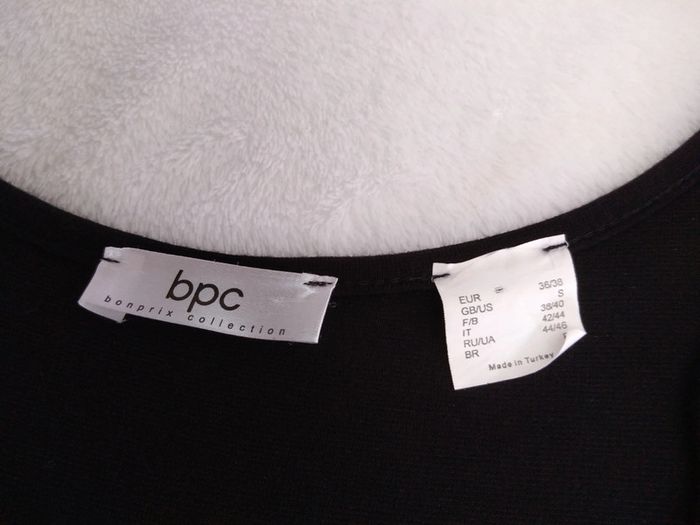 bpc
bonprix collection
EUR 36/38
GB/US S
F/B 38/40
IT 42/44
RU/UA 44/46
BR
Made in Turkey